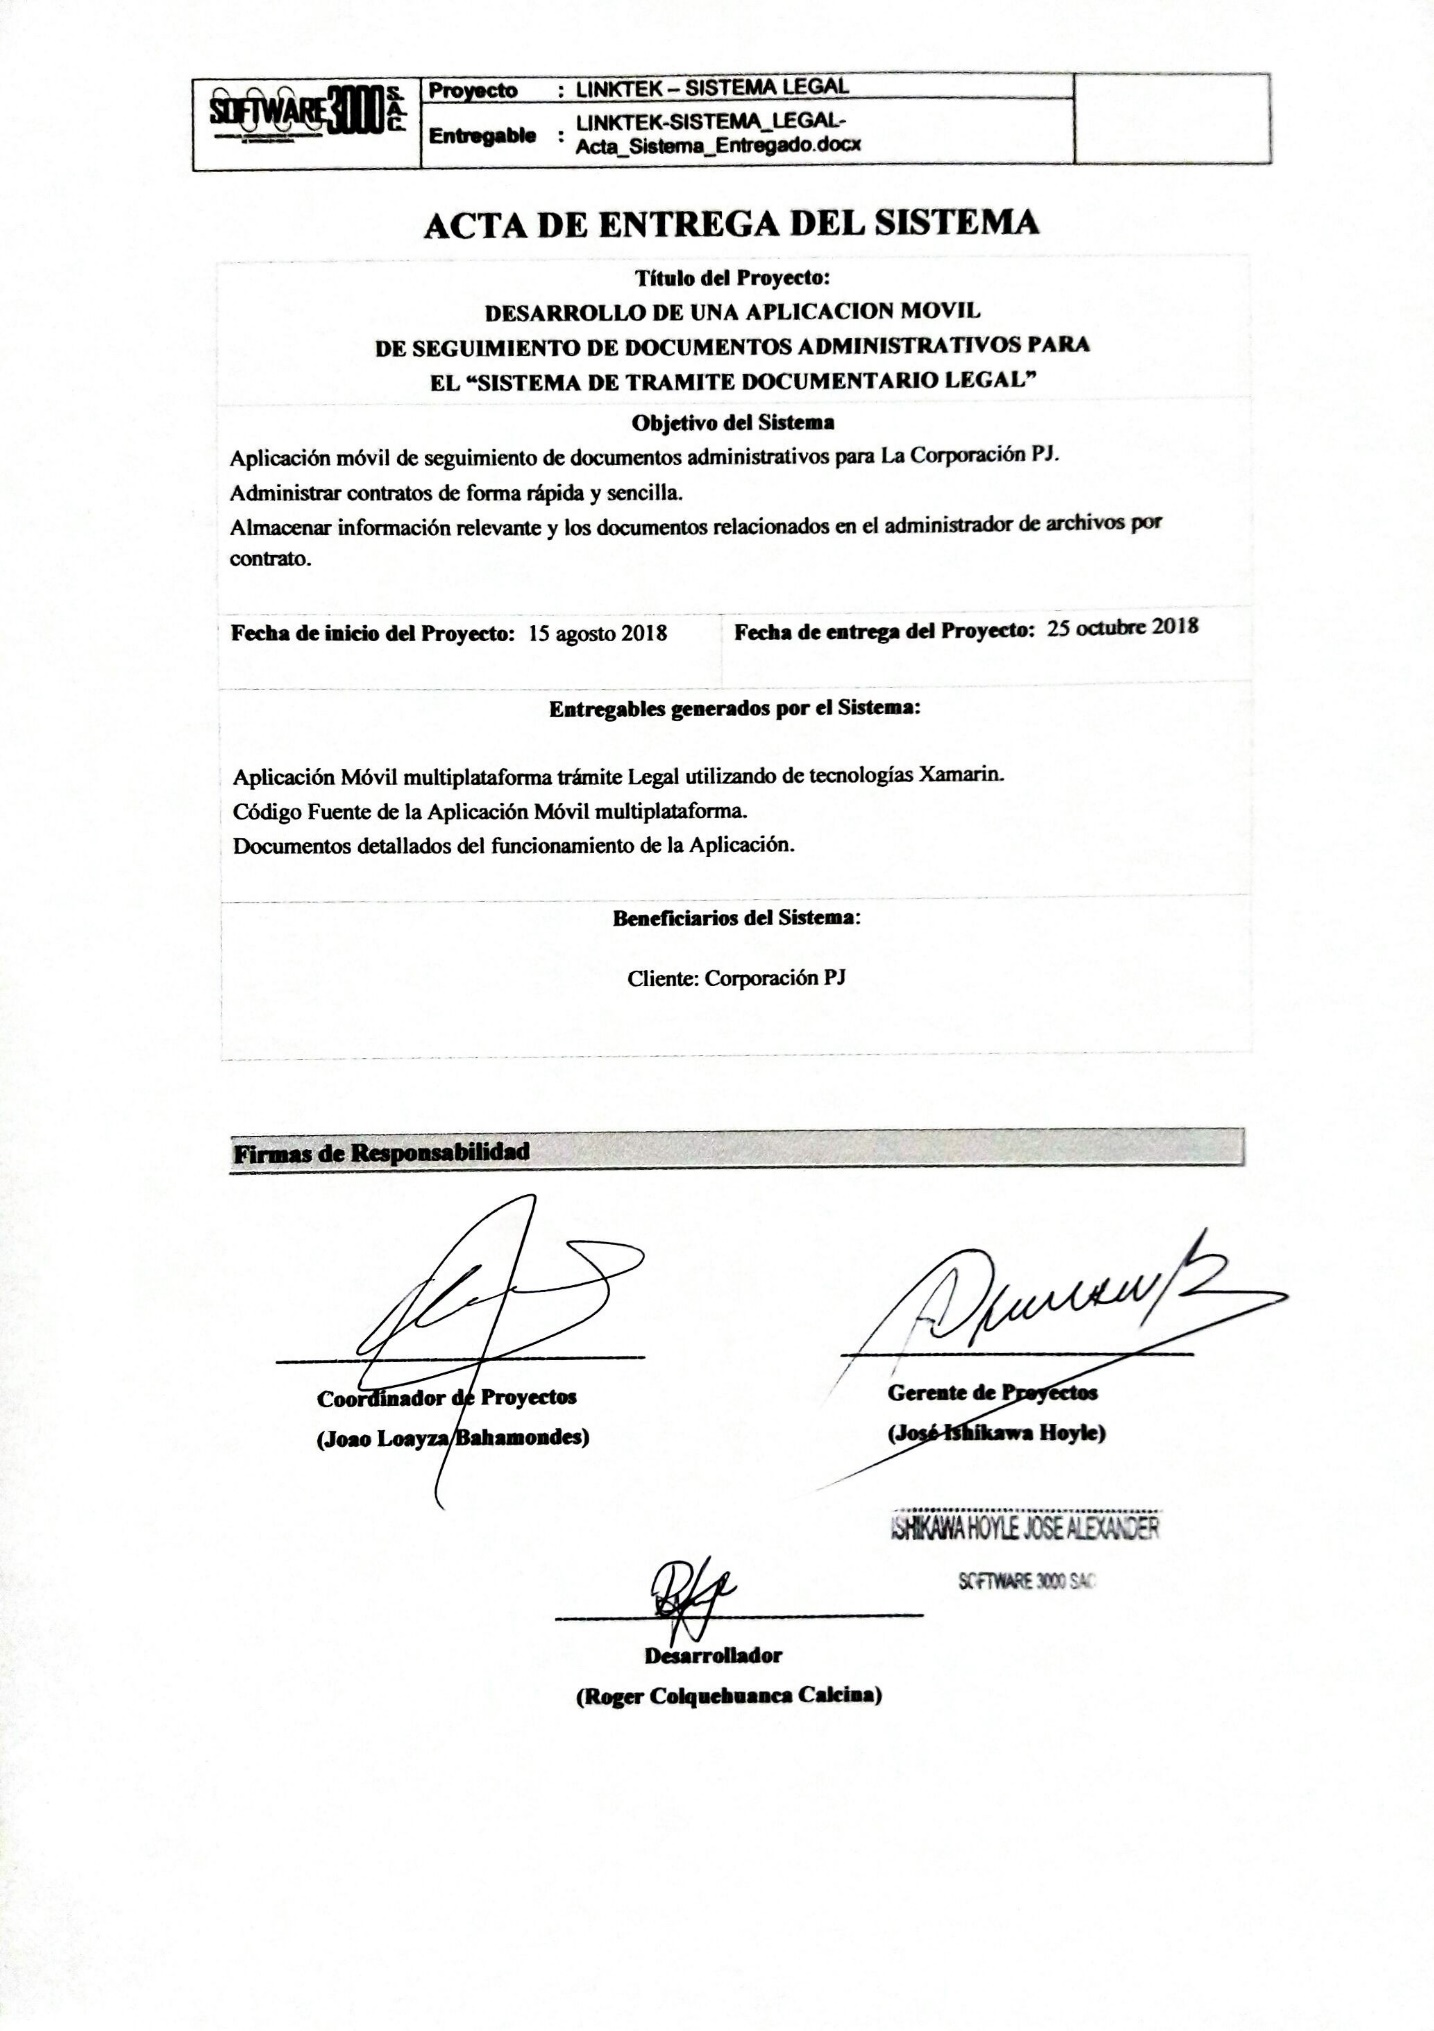 SOFTWARE 3000 S.A.C.
Proyecto : LINKTEK – SISTEMA LEGAL
Entregable : LINKTEK-SISTEMA_LEGAL-
Acta_Sistema_Entregado.docx
ACTA DE ENTREGA DEL SISTEMA
Título del Proyecto:
DESARROLLO DE UNA APLICACION MOVIL
DE SEGUIMIENTO DE DOCUMENTOS ADMINISTRATIVOS PARA
EL “SISTEMA DE TRAMITE DOCUMENTARIO LEGAL”
Objetivo del Sistema
Aplicación móvil de seguimiento de documentos administrativos para La Corporación PJ.
Administrar contratos de forma rápida y sencilla.
Almacenar información relevante y los documentos relacionados en el administrador de archivos por
contrato.
Fecha de inicio del Proyecto: 15 agosto 2018
Fecha de entrega del Proyecto: 25 octubre 2018
Entregables generados por el Sistema:
Aplicación Móvil multiplataforma trámite Legal utilizando de tecnologías Xamarin.
Código Fuente de la Aplicación Móvil multiplataforma.
Documentos detallados del funcionamiento de la Aplicación.
Beneficiarios del Sistema:
Cliente: Corporación PJ
Firmas de Responsabilidad
Coordinador de Proyectos
(Joao Loayza Bahamondes)
Gerente de Proyectos
(José Ishikawa Hoyle)
ISHIKAWA HOYLE JOSE ALEXANDER
SOFTWARE 3000 SAC
Desarrollador
(Roger Colquehuanca Calcina)